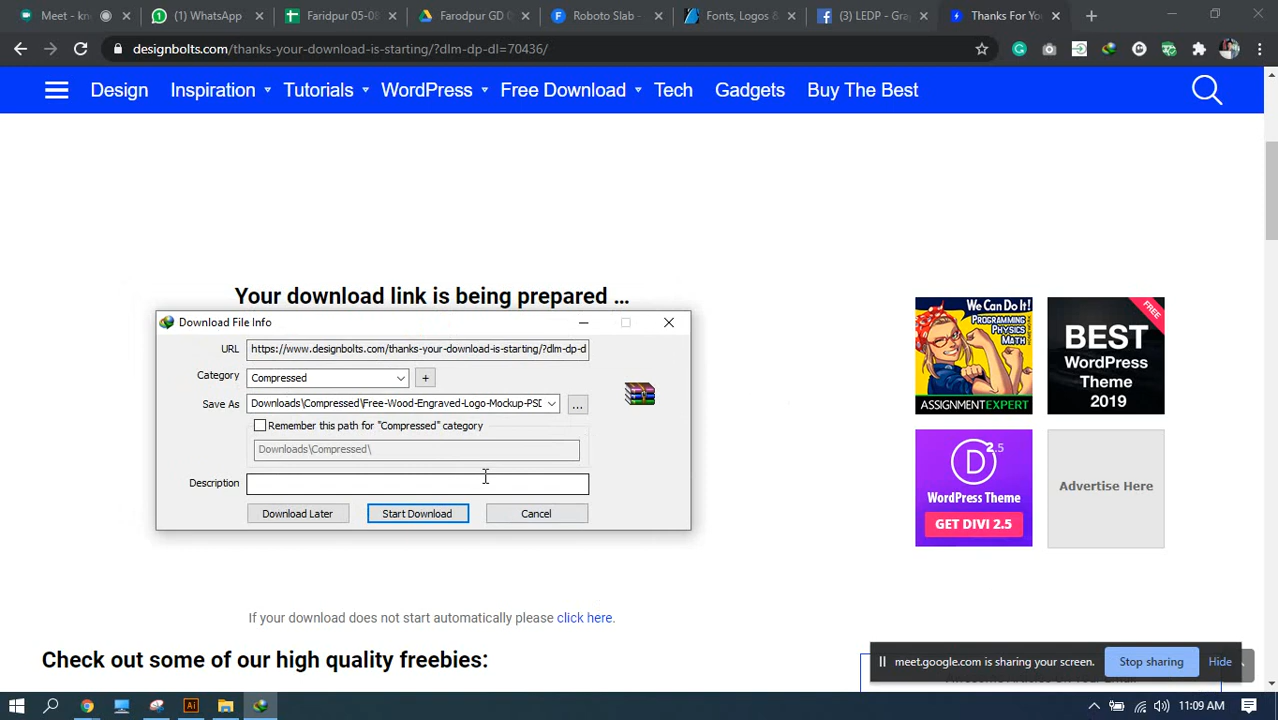 Meet - kn
(1) WhatsApp
Faridpur 05-08
Farodpur GD
Roboto Slab -
Fonts, Logos &
(3) LEDP - Gra
Thanks For Yo
designbolts.com/thanks-your-download-is-starting/?dlm-dp-dl=70436/
Design
Inspiration
Tutorials
WordPress
Free Download
Tech
Gadgets
Buy The Best
Your download link is being prepared ...
Download File Info
URL
https://www.designbolts.com/thanks-your-download-is-starting/?dlm-dp-d
Category
Compressed
+
Save As
Downloads\Compressed\Free-Wood-Engraved-Logo-Mockup-PSD
...
Remember this path for "Compressed" category
Downloads\Compressed\
Description
Download Later
Start Download
Cancel
We Can Do It!
PROGRAMMING
PHYSICS
MATH
ASSIGNMENTEXPERT
FREE
BEST
WordPress
Theme
2019
D 2.5
WordPress Theme
GET DIVI 2.5
Advertise Here
If your download does not start automatically please click here.
Check out some of our high quality freebies:
meet.google.com is sharing your screen.
Stop sharing
Hide
Ai
11:09 AM